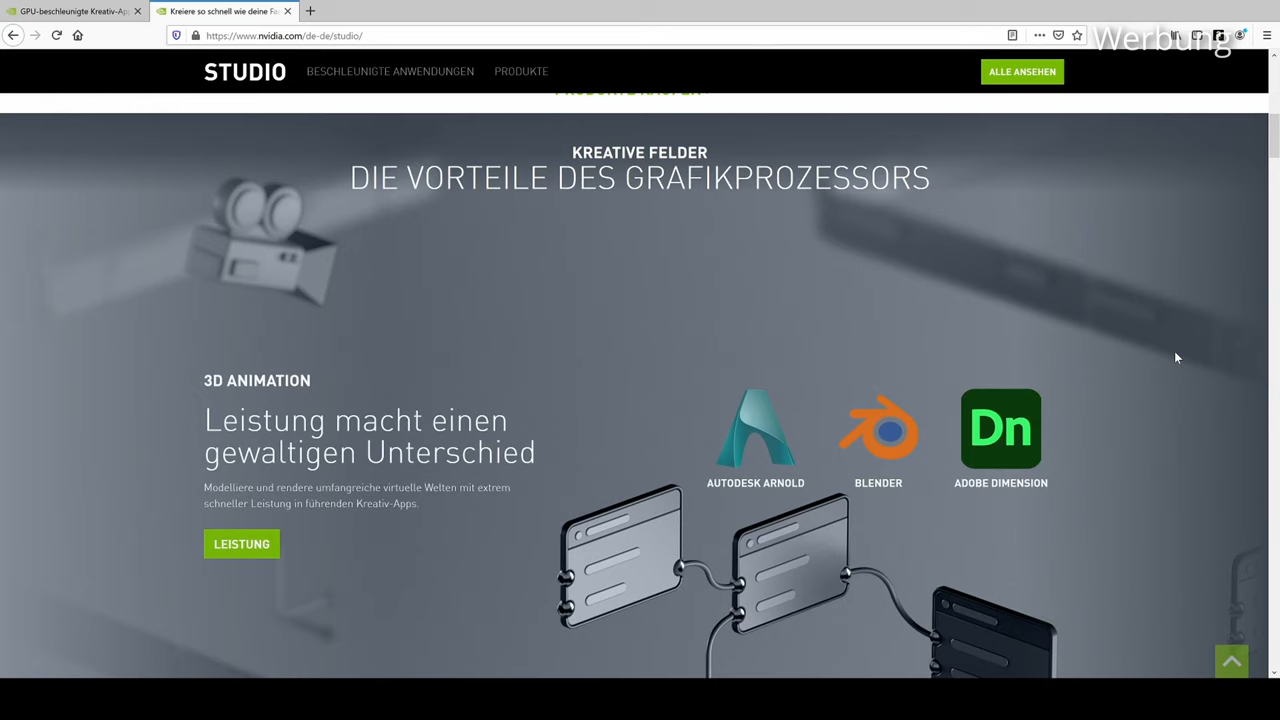 GPU-beschleunigte Kreativ-Ap
Kreiere so schnell wie deine Fa
https://www.nvidia.com/de-de/studio/
Werbung
STUDIO
BESCHLEUNIGTE ANWENDUNGEN
PRODUKTE
ALLE ANSEHEN
PRODUKTE KAUFEN
KREATIVE FELDER
DIE VORTEILE DES GRAFIKPROZESSORS
3D ANIMATION
Leistung macht einen
gewaltigen Unterschied
Modelliere und rendere umfangreiche virtuelle Welten mit extrem
schneller Leistung in führenden Kreativ-Apps.
LEISTUNG
Dn
AUTODESK ARNOLD
BLENDER
ADOBE DIMENSION